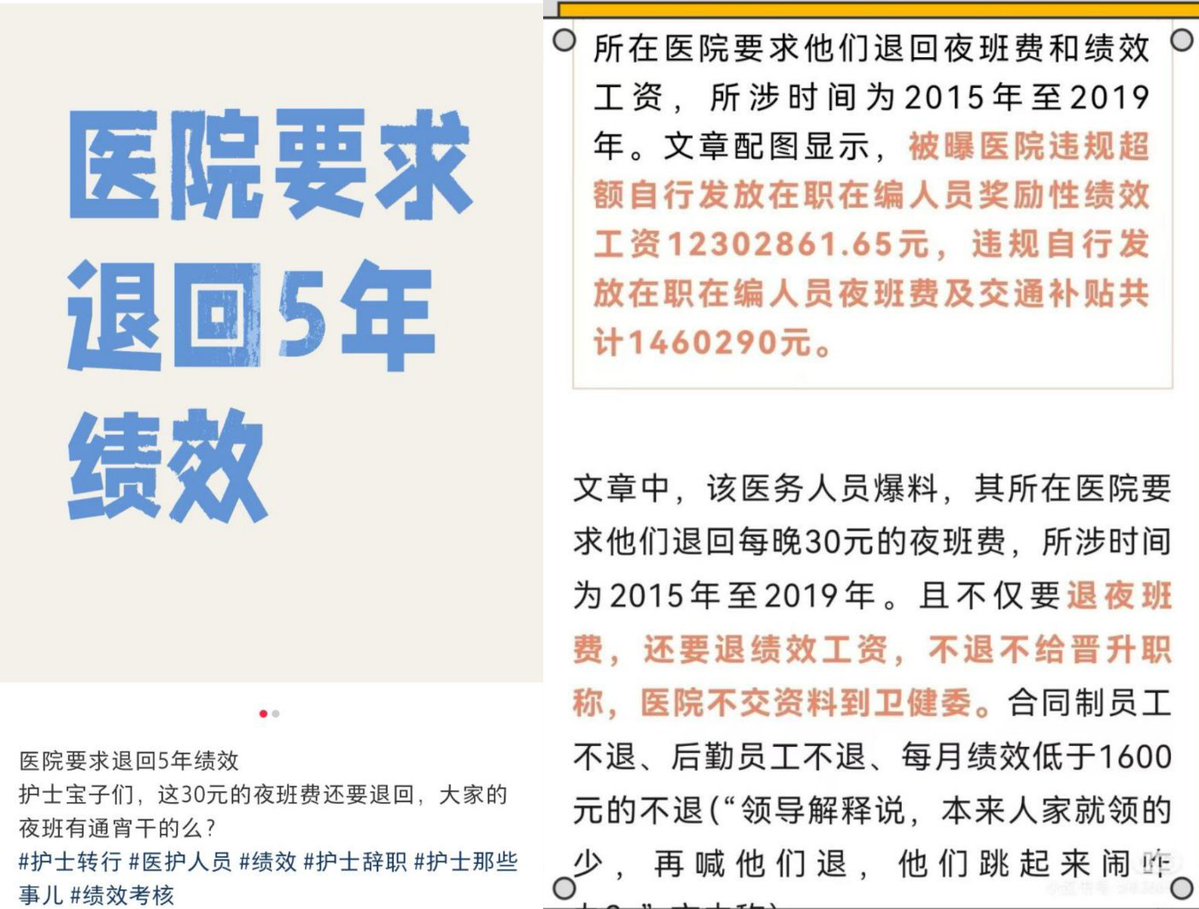 医院要求
退回5年
绩效
医院要求退回5年绩效
护士宝子们，这30元的夜班费还要退回，大家的
夜班有通宵干的么？
#护士转行 #医护人员 #绩效 #护士辞职 #护士那些
事儿 #绩效考核
所在医院要求他们退回夜班费和绩效
工资，所涉时间为2015年至2019
年。文章配图显示，被曝医院违规超
额自行发放在职在编人员奖励性绩效
工资12302861.65元，违规自行发
放在职在编人员夜班费及交通补贴共
计1460290元。
文章中，该医务人员爆料，其所在医院要
求他们退回每晚30元的夜班费，所涉时间
为2015年至2019年。且不仅要退夜班
费，还要退绩效工资，不退不给晋升职
称，医院不交资料到卫健委。合同制员工
不退、后勤员工不退、每月绩效低于1600
元的不退(“领导解释说，本来人家就领的
少，再喊他们退，他们跳起来闹咋